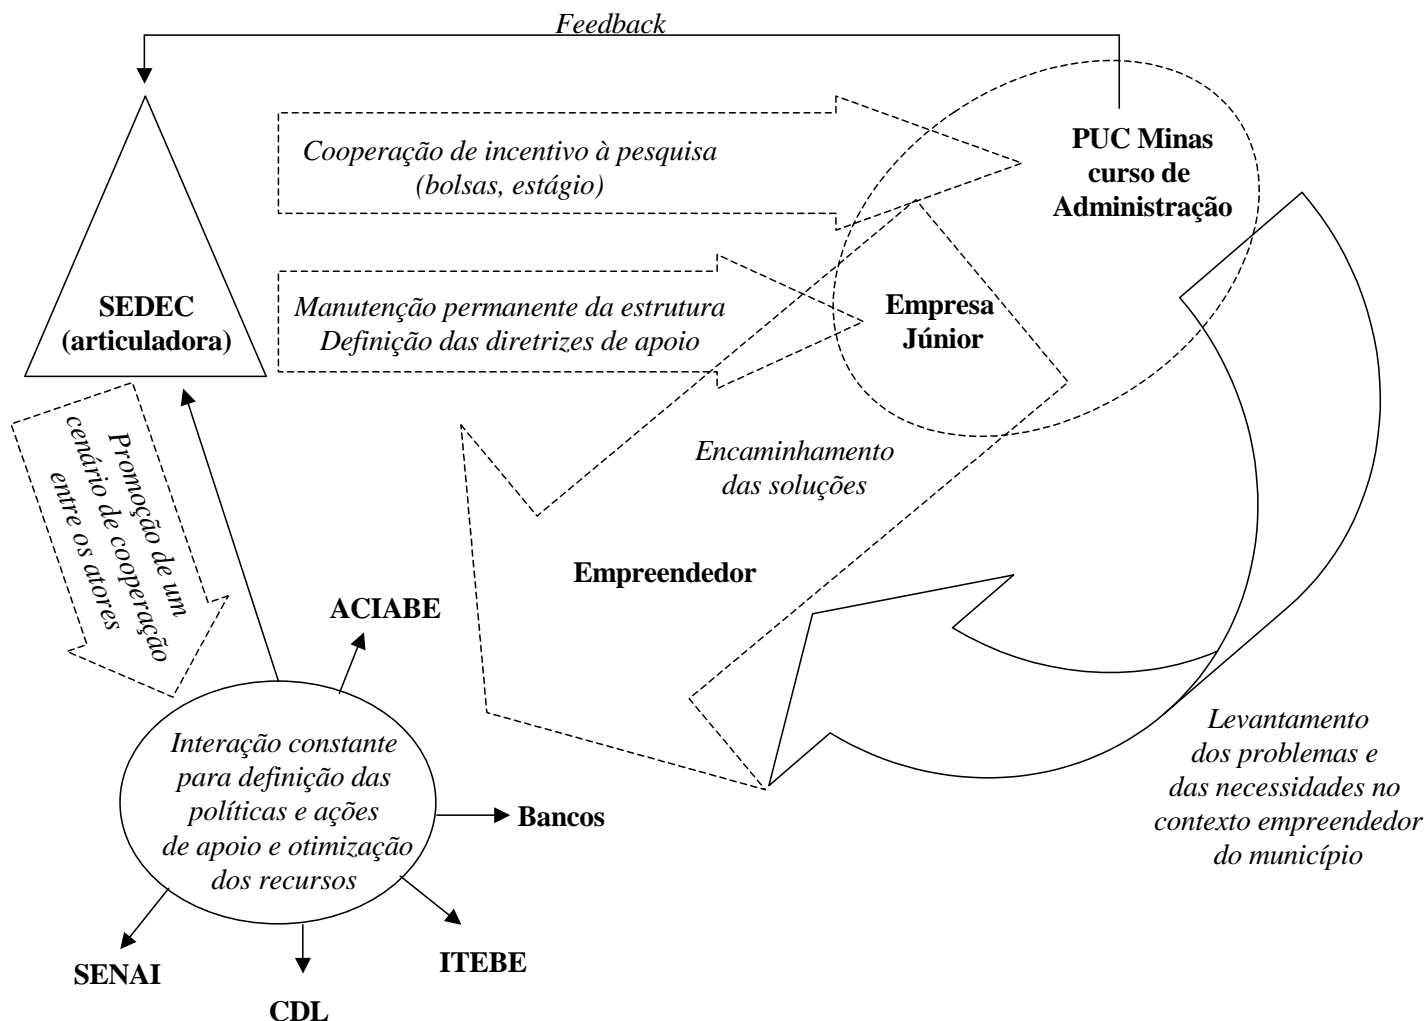 Feedback
Cooperação de incentivo à pesquisa
(bolsas, estágio)
PUC Minas
curso de
Administração
SEDEC
(articuladora)
Manutenção permanente da estrutura
Definição das diretrizes de apoio
Empresa
Júnior
Promoção de um
cenário de cooperação
entre os atores
Encaminhamento
das soluções
Empreendedor
ACIABE
Interação constante
para definição das
políticas e ações
de apoio e otimização
dos recursos
Bancos
Levantamento
dos problemas e
das necessidades no
contexto empreendedor
do município
SENAI
CDL
ITEBE